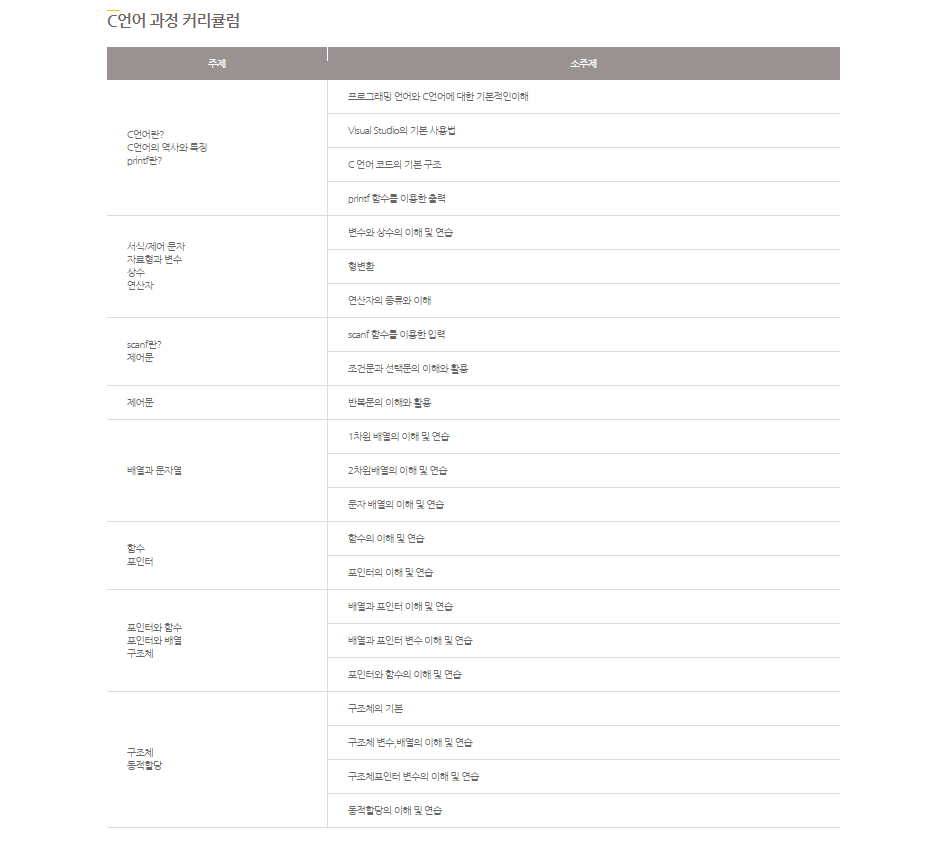 C언어 과정 커리큘럼
주제
소주제
C언어란?
C언어의 역사와 특징
printf란?
프로그래밍 언어와 C언어에 대한 기본적인이해
Visual Studio의 기본 사용법
C 언어 코드의 기본 구조
printf 함수를 이용한 출력
서식/제어 문자
자료형과 변수
상수
연산자
변수와 상수의 이해 및 연습
형변환
연산자의 종류와 이해
scanf란?
제어문
scanf 함수를 이용한 입력
조건문과 선택문의 이해와 활용
제어문
반복문의 이해와 활용
배열과 문자열
1차원 배열의 이해 및 연습
2차원배열의 이해 및 연습
문자 배열의 이해 및 연습
함수
포인터
함수의 이해 및 연습
포인터의 이해 및 연습
포인터와 함수
포인터와 배열
구조체
배열과 포인터 이해 및 연습
배열과 포인터 변수 이해 및 연습
포인터와 함수의 이해 및 연습
구조체
동적할당
구조체의 기본
구조체 변수,배열의 이해 및 연습
구조체포인터 변수의 이해 및 연습
동적할당의 이해 및 연습